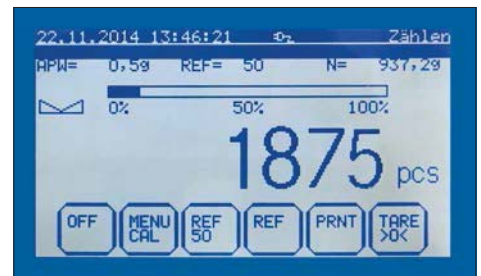 22.11.2014 13:46:21 Zählen
APW= 0,5g REF= 50 N= 937,2g
0% 50% 100%
1875 pcs
OFF MENU CAL REF 50 REF PRNT TARE >0<